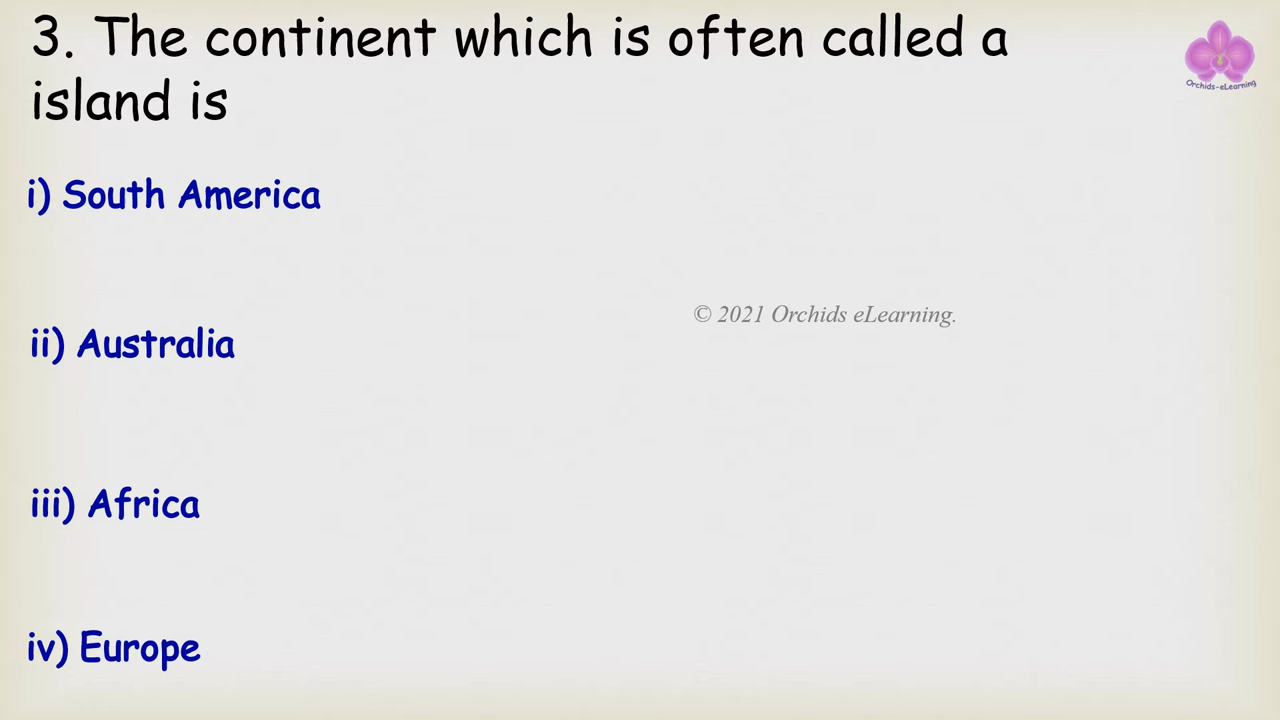 3. The continent which is often called a
island is
Orchids-eLearning
i) South America
© 2021 Orchids eLearning.
ii) Australia
iii) Africa
iv) Europe